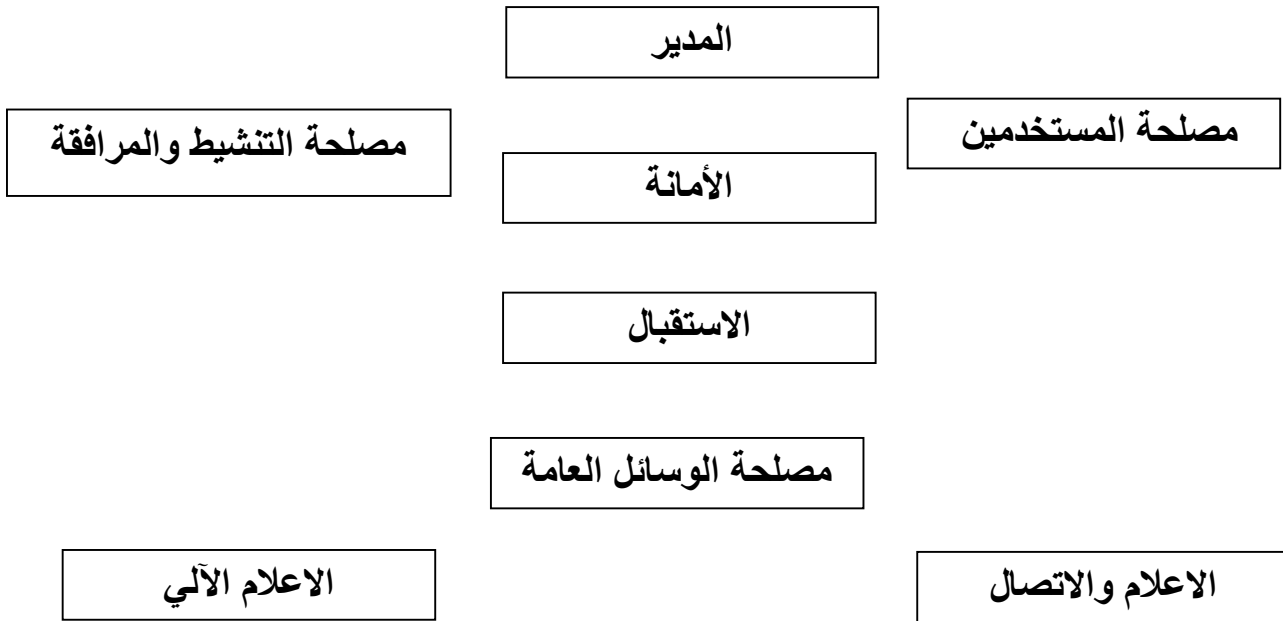 المدير
مصلحة المستخدمين
مصلحة التنشيط والمرافقة
الأمانة
الاستقبال
مصلحة الوسائل العامة
الاعلام والاتصال
الاعلام الآلي